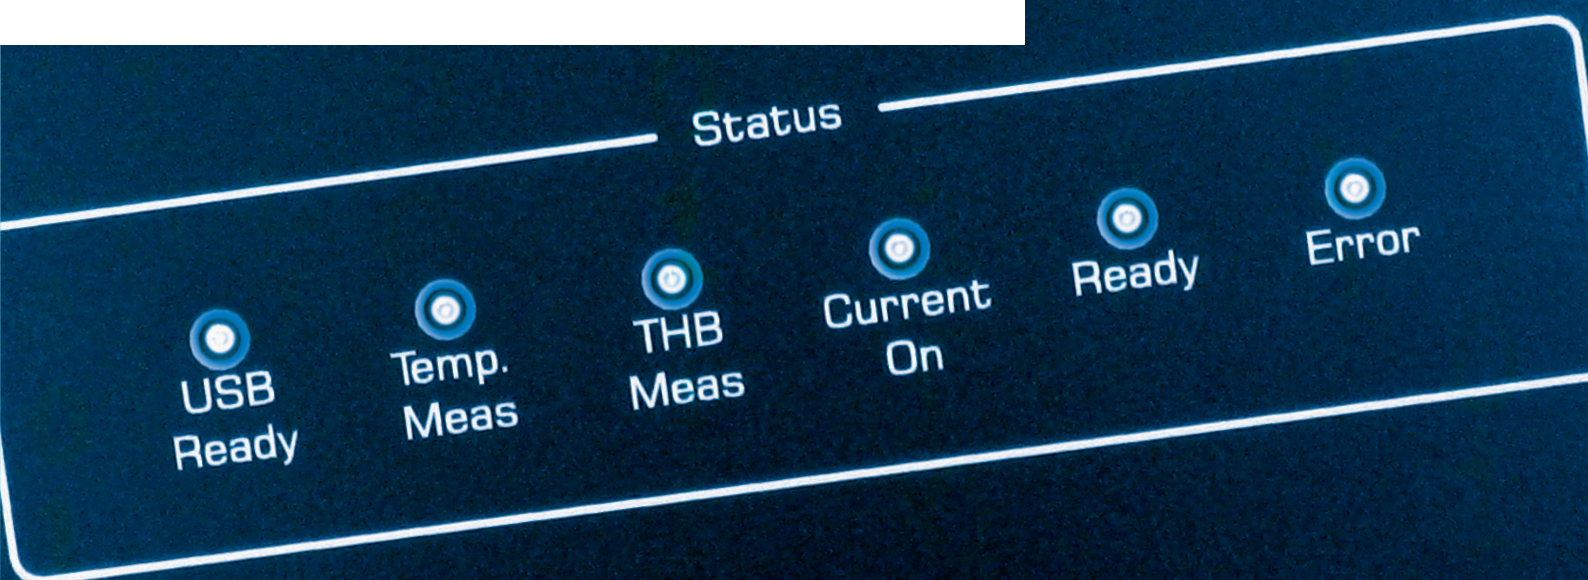 Status
USB
Ready
Temp.
Meas
THB
Meas
Current
On
Ready
Error